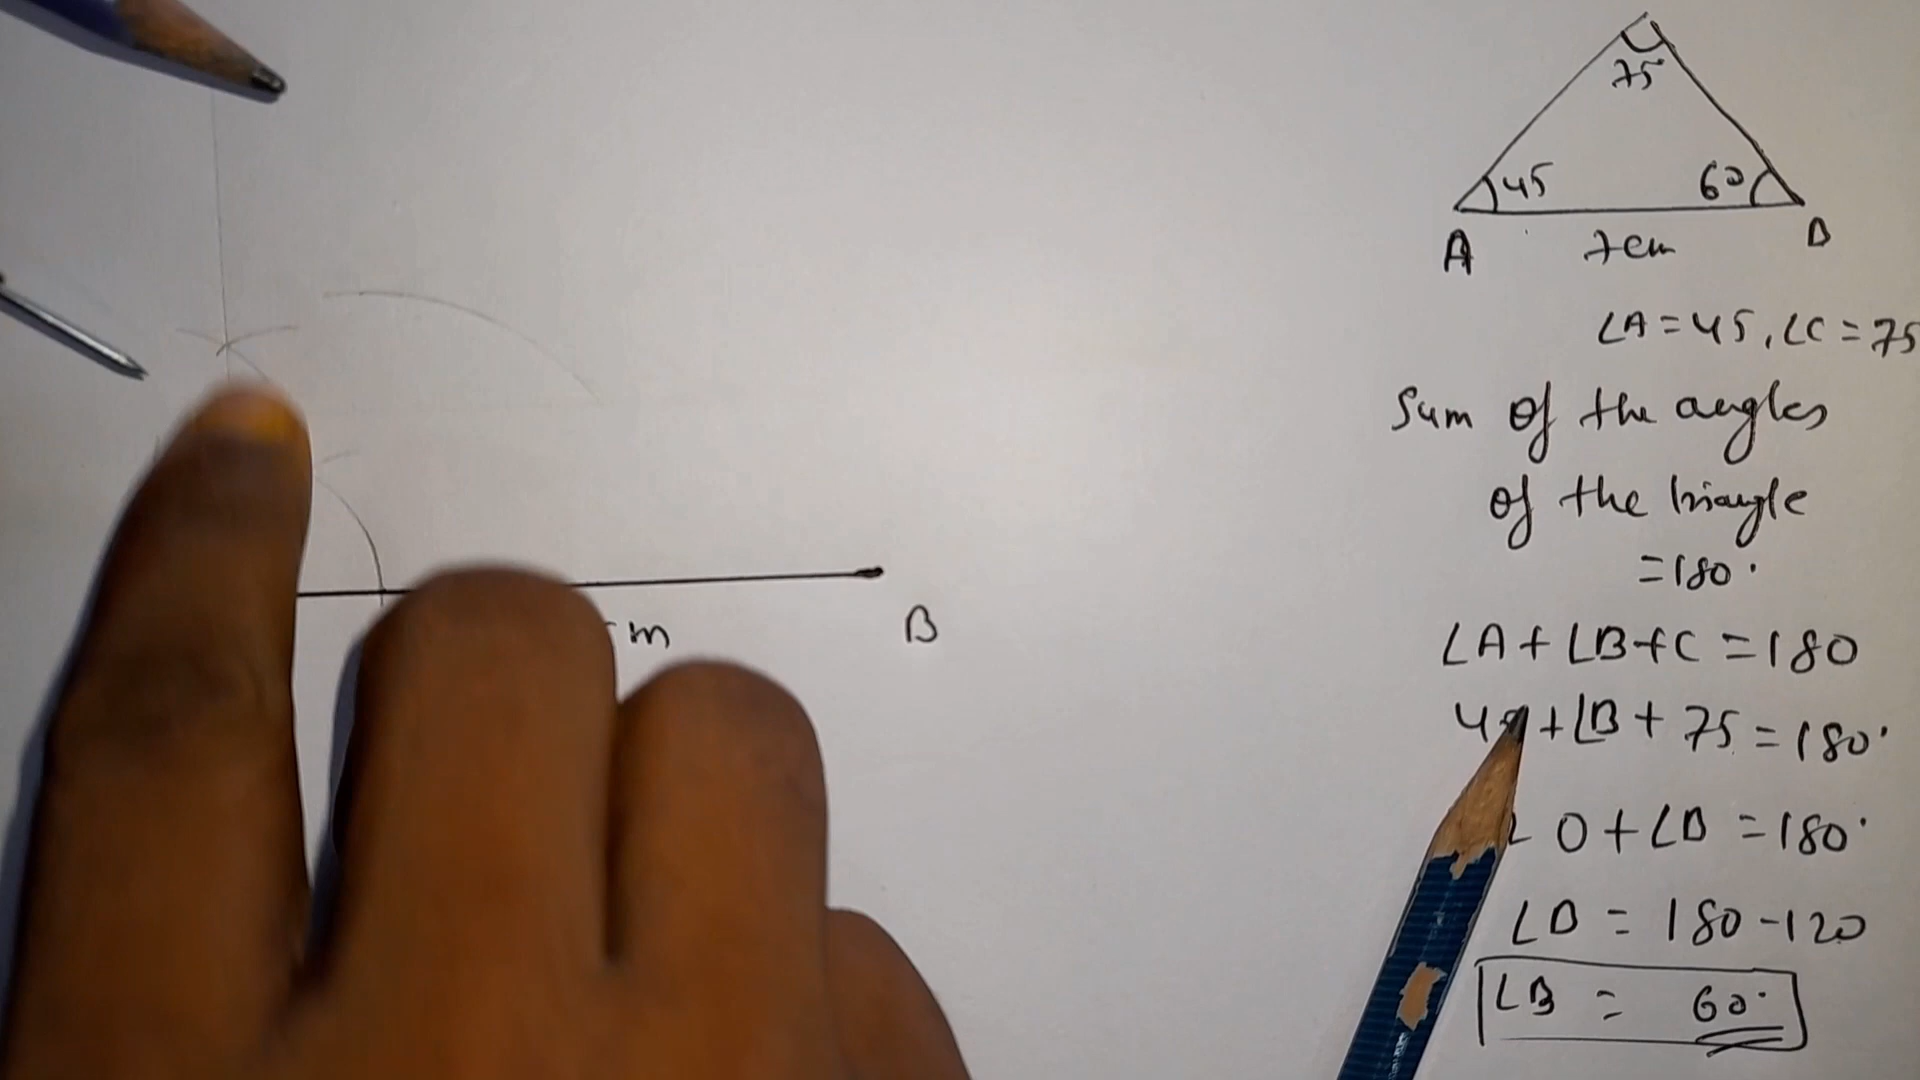 75
45
60
A
7cm
B
∠A = 45, ∠C = 75
Sum of the angles
of the triangle
= 180°
∠A + ∠B + C = 180
+ ∠B + 75 = 180°
0 + ∠B = 180°
∠B = 180 - 120
∠B = 60°
m
B